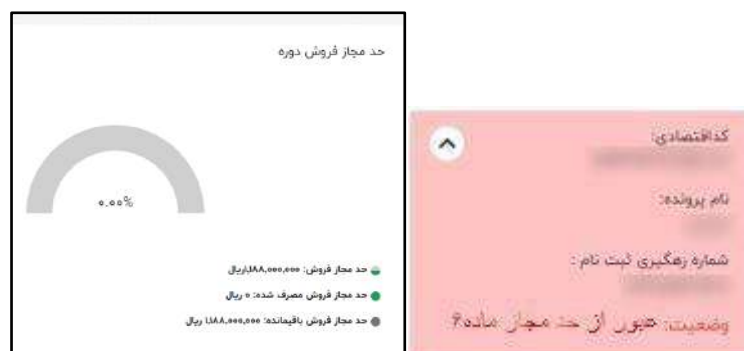 حد مجاز فروش دوره
۰.۰۰%
حد مجاز فروش: ۱,۱۸۸,۰۰۰,۰۰۰ریال
حد مجاز فروش مصرف شده: ۰ ریال
حد مجاز فروش باقیمانده: ۱,۱۸۸,۰۰۰,۰۰۰ ریال
کداقتصادی:
نام پرونده:
شماره رهگیری ثبت نام :
وضعیت: عبور از حد مجاز ماده۶